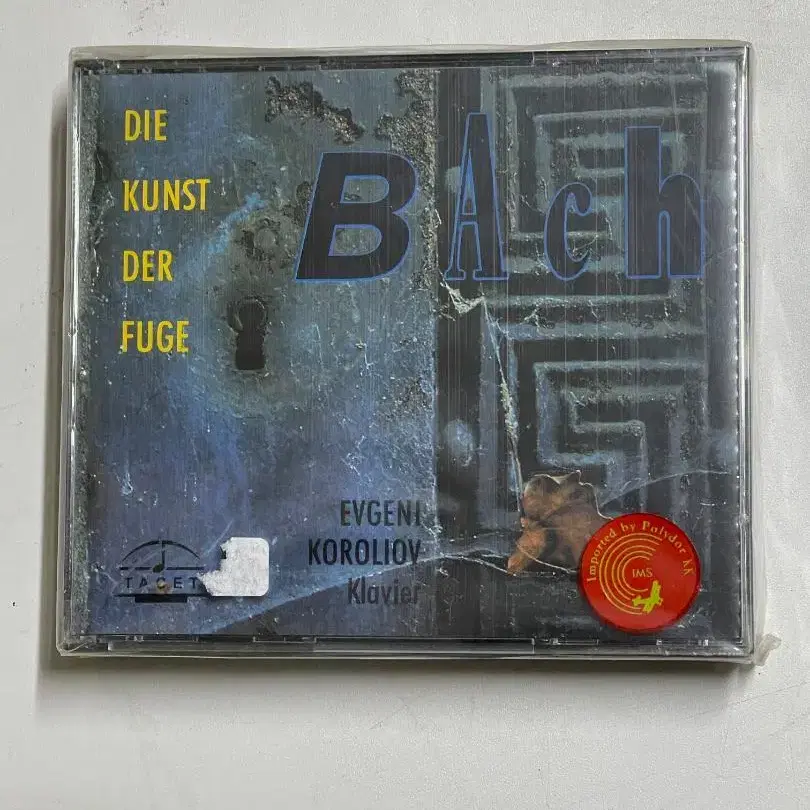 DIE
KUNST
DER
FUGE
BAch
EVGENI
KOROLIOV
Klavier
TACET
Imported by Polydor KK
IMS